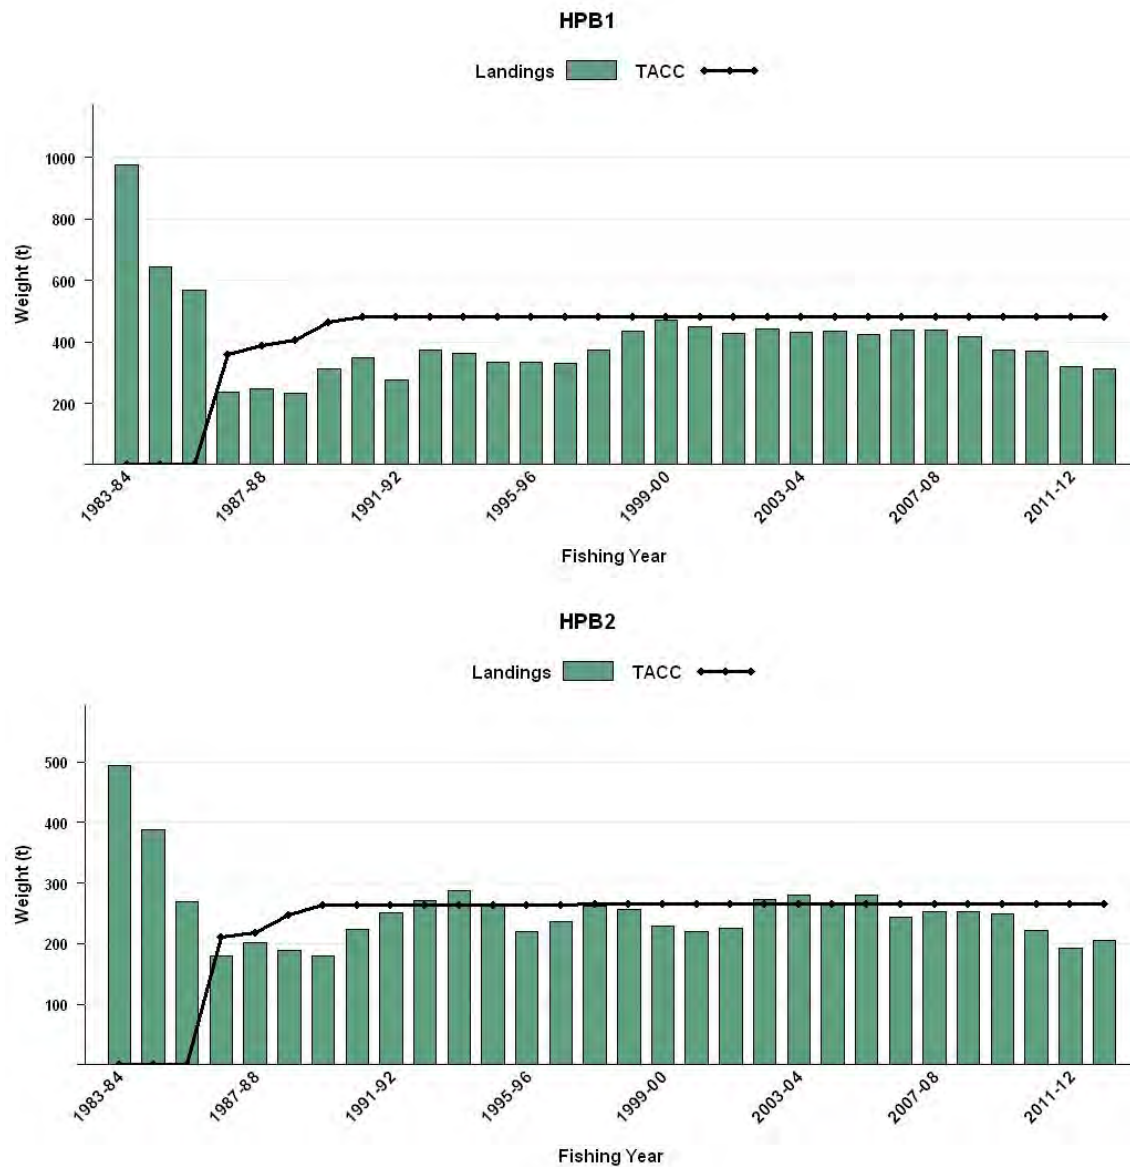 HPB1
Landings TACC
Weight (t)
1000
800
600
400
200
1983-84 1987-88 1991-92 1995-96 1999-00 2003-04 2007-08 2011-12
Fishing Year
HPB2
Landings TACC
Weight (t)
500
400
300
200
100
1983-84 1987-88 1991-92 1995-96 1999-00 2003-04 2007-08 2011-12
Fishing Year